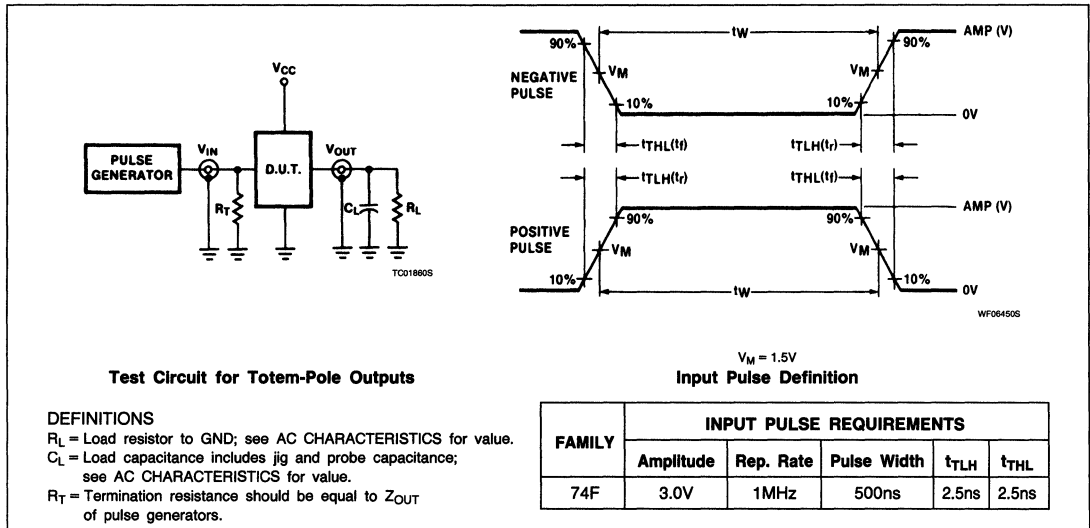 VCC
PULSE
GENERATOR
VIN
D.U.T.
VOUT
RT
CL
RL
TC01860S
NEGATIVE
PULSE
90%
tW
90%
AMP (V)
VM
VM
10%
10%
0V
tTHL(tf)
tTLH(tr)
tTLH(tr)
tTHL(tf)
POSITIVE
PULSE
90%
90%
AMP (V)
VM
VM
10%
tW
10%
0V
WF06450S
VM = 1.5V
Test Circuit for Totem-Pole Outputs
Input Pulse Definition
DEFINITIONS
RL = Load resistor to GND; see AC CHARACTERISTICS for value.
CL = Load capacitance includes jig and probe capacitance;
see AC CHARACTERISTICS for value.
RT = Termination resistance should be equal to ZOUT
of pulse generators.
FAMILY
INPUT PULSE REQUIREMENTS
Amplitude Rep. Rate Pulse Width tTLH tTHL
74F 3.0V 1MHz 500ns 2.5ns 2.5ns